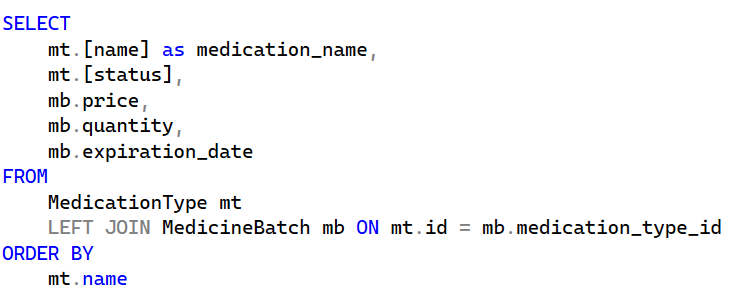 SELECT
    mt.[name] as medication_name,
    mt.[status],
    mb.price,
    mb.quantity,
    mb.expiration_date
FROM
    MedicationType mt
    LEFT JOIN MedicineBatch mb ON mt.id = mb.medication_type_id
ORDER BY
    mt.name